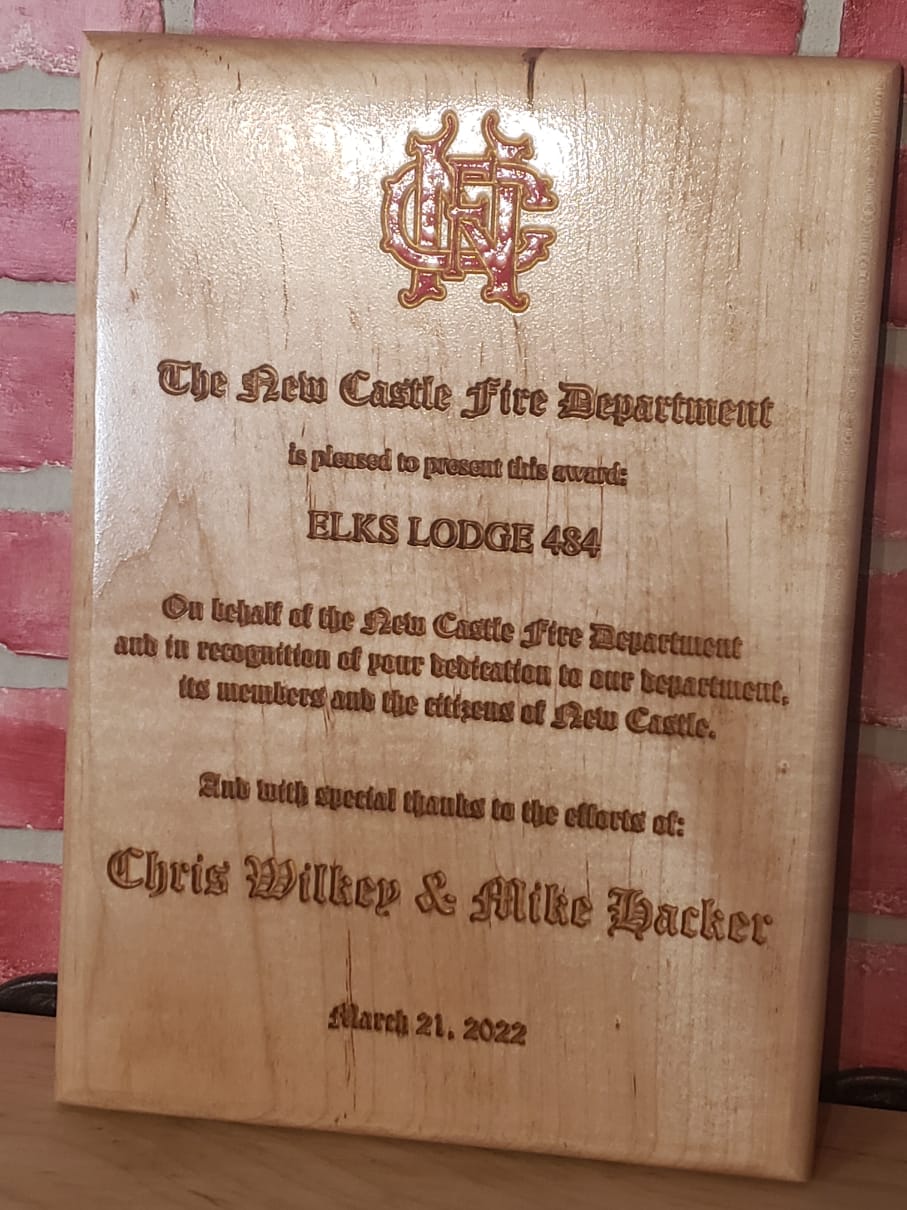 NCFD
The New Castle Fire Department
is pleased to present this award:
ELKS LODGE 484
On behalf of the New Castle Fire Department
and in recognition of your dedication to our department,
its members and the citizens of New Castle.
And with special thanks to the efforts of:
Chris Wilkey & Mike Hacker
March 21, 2022